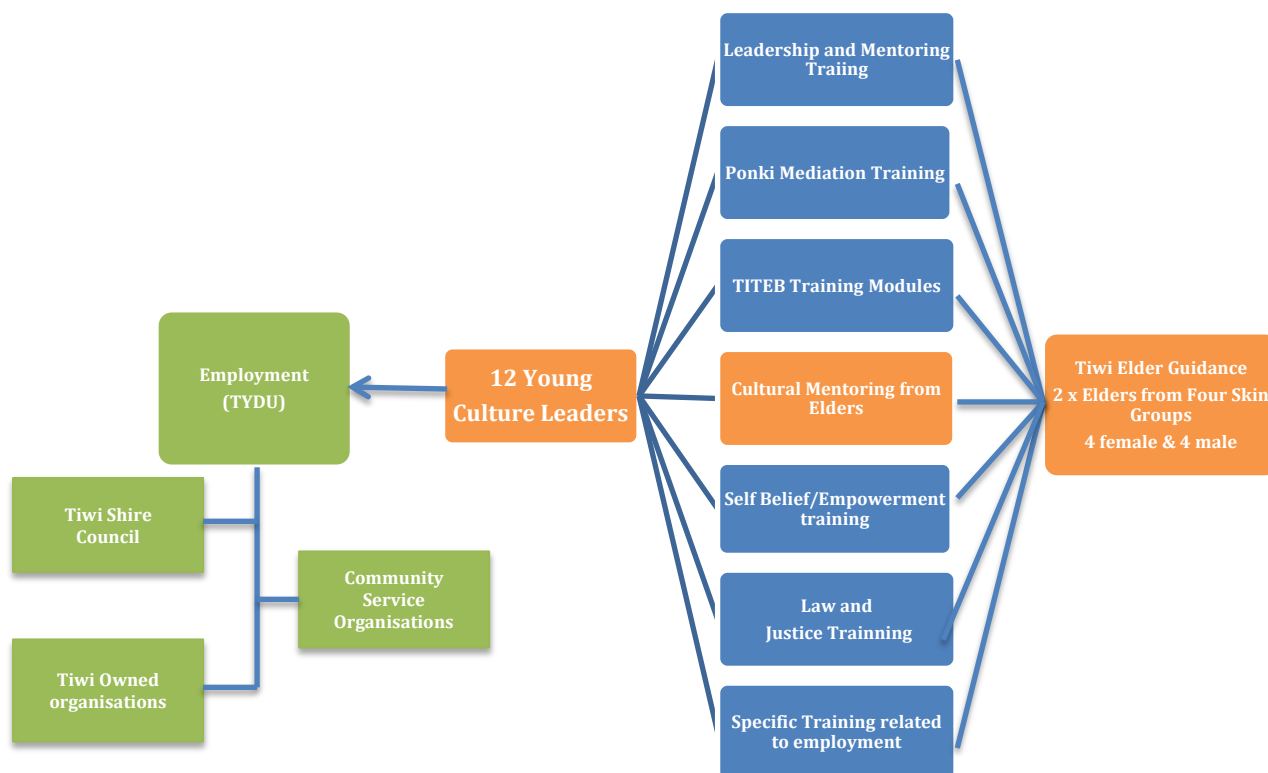 Leadership and Mentoring
Traiing
Ponki Mediation Training
TITEB Training Modules
Employment
(TYDU)
12 Young
Culture Leaders
Cultural Mentoring from
Elders
Tiwi Elder Guidance
2 x Elders from Four Skin
Groups
4 female & 4 male
Tiwi Shire
Council
Self Belief/Empowerment
training
Community
Service
Organisations
Law and
Justice Trainning
Tiwi Owned
organisations
Specific Training related
to employment